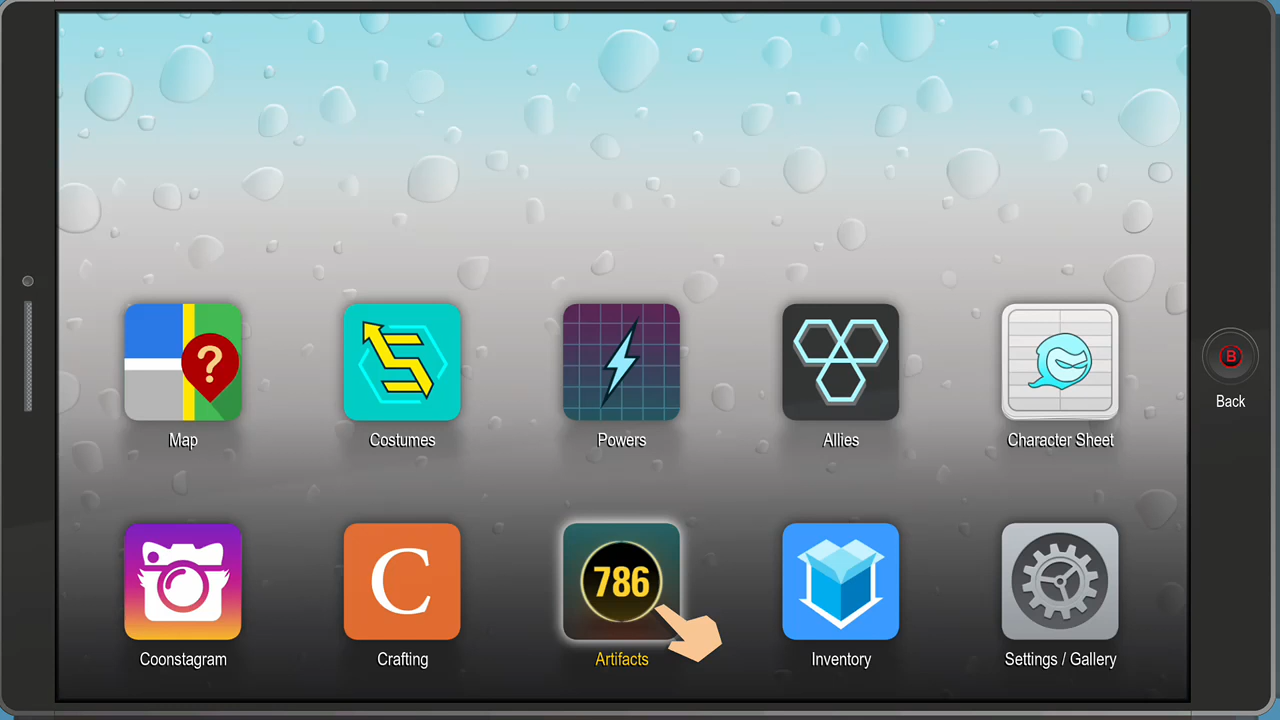 ?
Map
Costumes
Powers
Allies
Character Sheet
B
Back
Coonstagram
C
Crafting
786
Artifacts
Inventory
Settings / Gallery